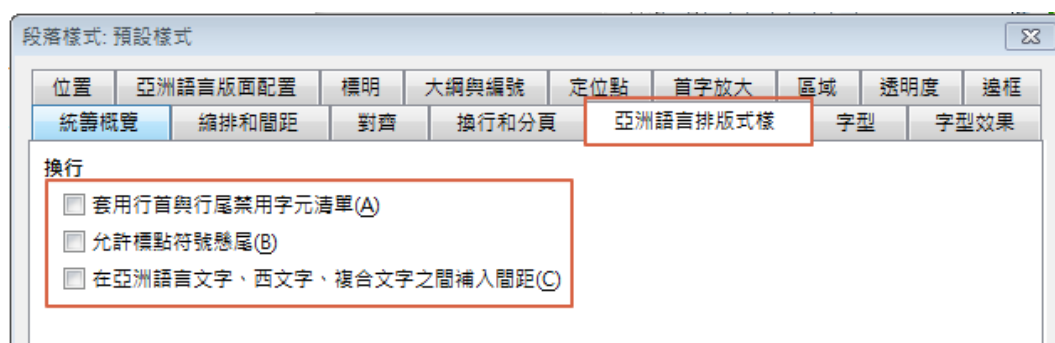 段落樣式: 預設樣式
位置 亞洲語言版面配置 標明 大綱與編號 定位點 首字放大 區域 透明度 邊框
統籌概覽 縮排和間距 對齊 換行和分頁 亞洲語言排版式樣 字型 字型效果
換行
套用行首與行尾禁用字元清單(A)
允許標點符號懸尾(B)
在亞洲語言文字、西文字、複合文字之間補入間距(C)